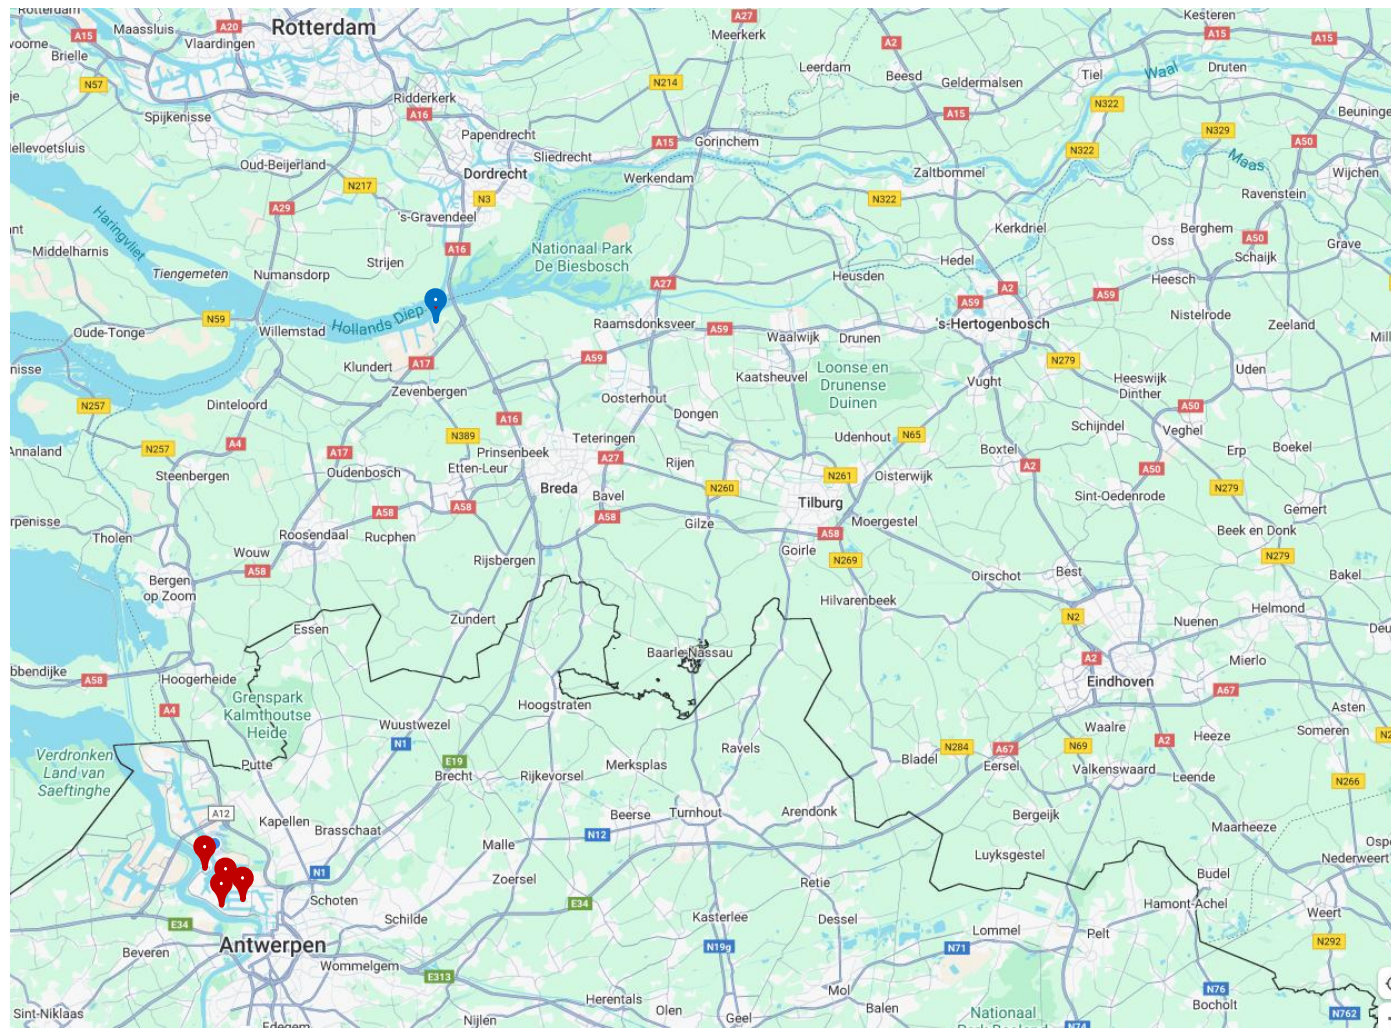 Rotterdam
Maassluis
A20
Vlaardingen
Rotterdam
A15
Brielle
N57
Spijkenisse
Ridderkerk
A16
Papendrecht
Sliedrecht
Oud-Beijerland
N217
Dordrecht
N3
's-Gravendeel
A29
A27
Meerkerk
A2
Leerdam
Beesd
N214
A15
Gorinchem
Werkendam
Geldermalsen
A15
Kesteren
A15
A15
Tiel
Waal
Druten
N322
N329
Maas
A50
N322
Zaltbommel
N322
Ravenstein
Wijchen
Kerkdriel
Oss
Berghem
A50
Schaijk
Grave
Haringvliet
Middelharnis
Tiengemeten
Numansdorp
Strijen
A16
Nationaal Park
De Biesbosch
A27
Heusden
Hedel
A2
A59
A59
Heesch
's-Hertogenbosch
Nistelrode
Zeeland
N59
Willemstad
Hollands Diep
Oude-Tonge
Klundert
A17
Zevenbergen
A59
Raamsdonksveer
A59
Waalwijk
Drunen
Kaatsheuvel
Loonse en
Drunense
Duinen
Vught
N279
Heeswijk
Dinther
Uden
N257
Dinteloord
A4
N257
Steenbergen
A17
Oudenbosch
N389
Etten-Leur
A16
Prinsenbeek
Oosterhout
Teteringen
Dongen
A27
Rijen
Breda
Bavel
A58
A58
A58
Udenhout
N65
N261
Oisterwijk
N260
Tilburg
Gilze
A58
Moergestel
Goirle
N269
Boxtel
A2
Schijndel
A50
Veghel
Erp
Boekel
A50
N279
Sint-Oedenrode
Gemert
Beek en Donk
N279
Bakel
Tholen
Wouw
A58
Roosendaal
Rucphen
Rijsbergen
Bergen
op Zoom
Essen
Zundert
Baarle-Nassau
Hilvarenbeek
Oirschot
Best
N2
Nuenen
Helmond
Mierlo
A2
Eindhoven
A67
Asten
Someren
A58
Hoogerheide
A4
Grenspark
Kalmthoutse
Heide
Putte
Wuustwezel
N1
Hoogstraten
E19
Brecht
Rijkevorsel
Merksplas
Ravels
Bladel
N284
A67
Eersel
N69
Waalre
A2
Heeze
Valkenswaard
Leende
N266
Verdronken
Land van
Saeftinghe
A12
Kapellen
Brasschaat
N1
Schoten
Malle
Zoersel
N12
Beerse
Turnhout
Arendonk
Bergeijk
Luyksgestel
Maarheeze
Nederweert
Budel
E34
Antwerpen
Beveren
Wommelgem
Schilde
E34
E313
Retie
Kasterlee
Dessel
N19g
N71
Lommel
Pelt
Hamont-Achel
Weert
N292
Sint-Niklaas
Edegem
Nijlen
Herentals
Olen
Geel
Mol
Balen
Nationaal
N74
N76
Bocholt
N762